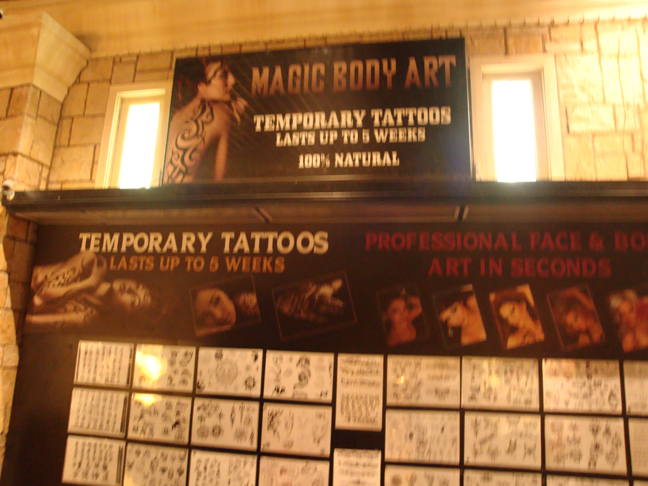 MAGIC BODY ART
TEMPORARY TATTOOS
LASTS UP TO 5 WEEKS
100% NATURAL
TEMPORARY TATTOOS
LASTS UP TO 5 WEEKS
PROFESSIONAL FACE & BO
ART IN SECONDS